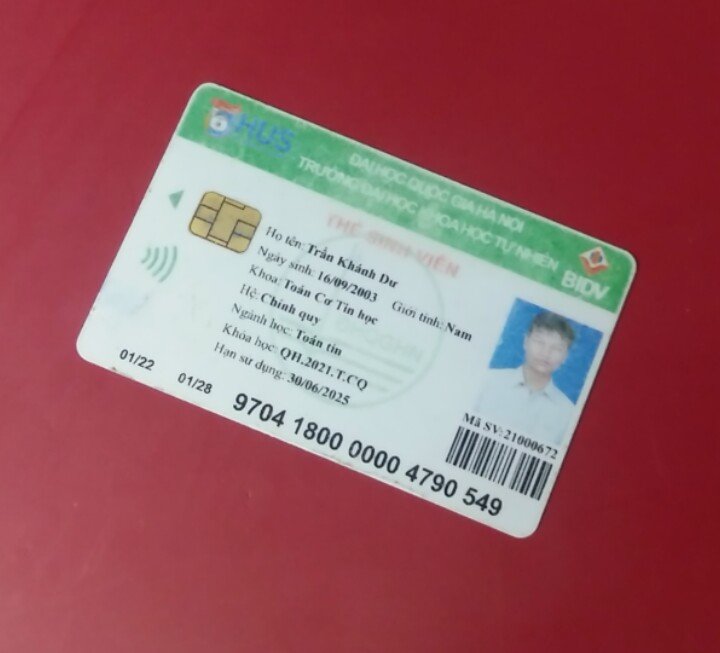 HUS
ĐẠI HỌC QUỐC GIA HÀ NỘI
TRƯỜNG ĐẠI HỌC KHOA HỌC TỰ NHIÊN
BIDV
THẺ SINH VIÊN
Họ tên: Trần Khánh Dư
Ngày sinh: 16/09/2003 Giới tính: Nam
Khoa: Toán Cơ Tin học
Hệ: Chính quy
Ngành học: Toán tin
Khóa học: QH.2021.T.CQ
Hạn sử dụng: 30/06/2025
Mã SV:21000672
01/22 01/28
9704 1800 0000 4790 549